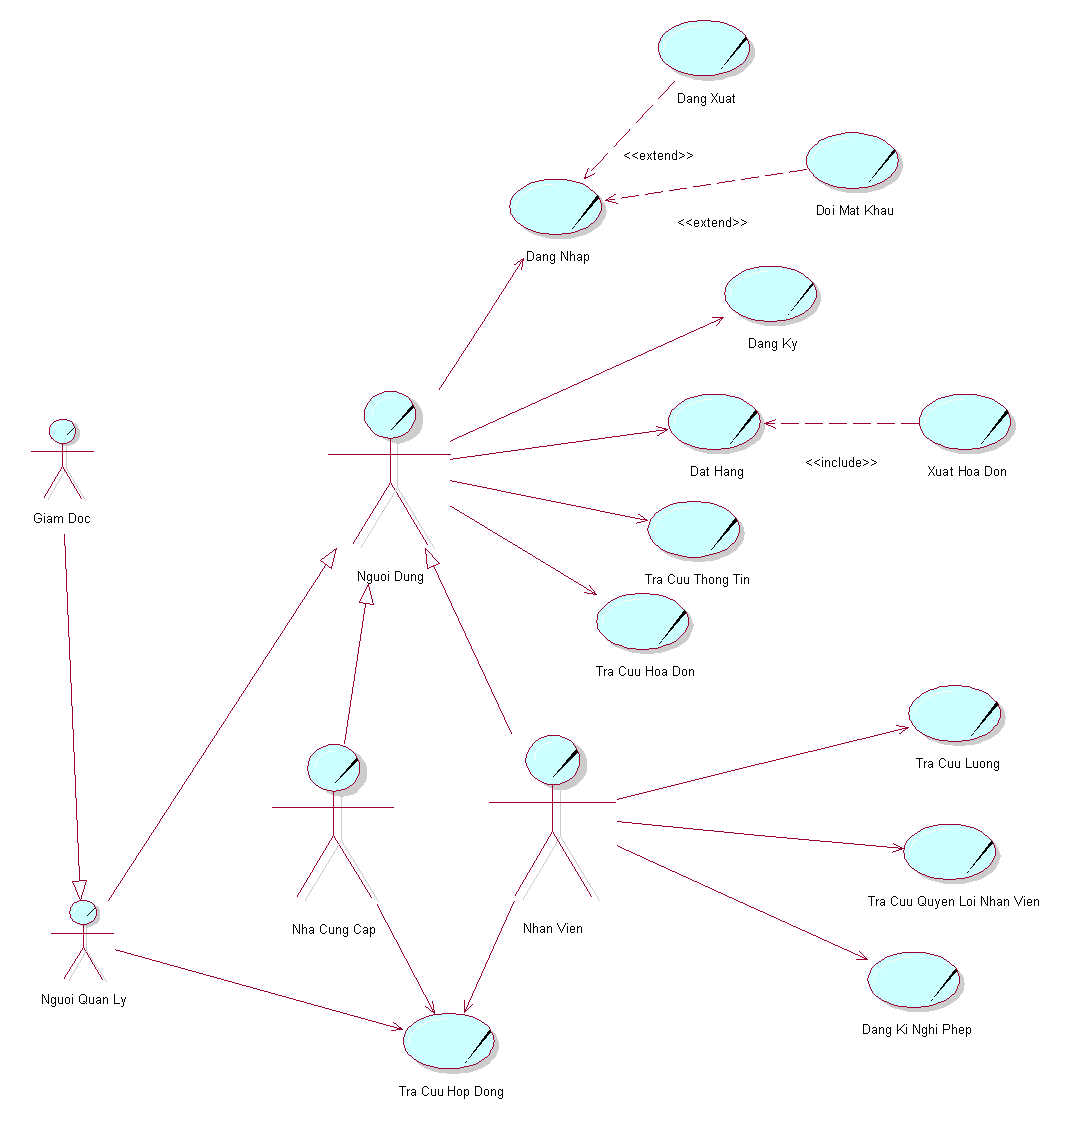 Dang Xuat
<<extend>>
Doi Mat Khau
<<extend>>
Dang Nhap
Dang Ky
Dat Hang
<<include>>
Xuat Hoa Don
Giam Doc
Nguoi Dung
Tra Cuu Thong Tin
Tra Cuu Hoa Don
Tra Cuu Luong
Tra Cuu Quyen Loi Nhan Vien
Nha Cung Cap
Nhan Vien
Nguoi Quan Ly
Dang Ki Nghi Phep
Tra Cuu Hop Dong